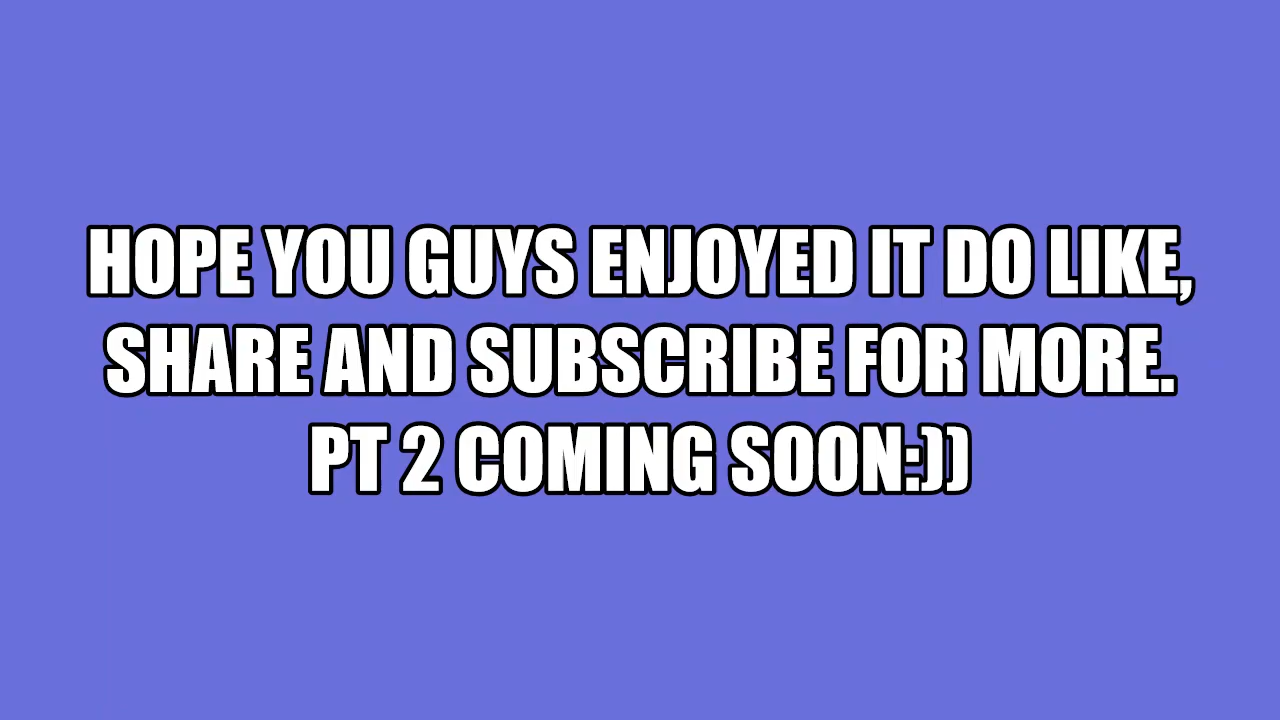 HOPE YOU GUYS ENJOYED IT DO LIKE,
SHARE AND SUBSCRIBE FOR MORE.
PT 2 COMING SOON:))